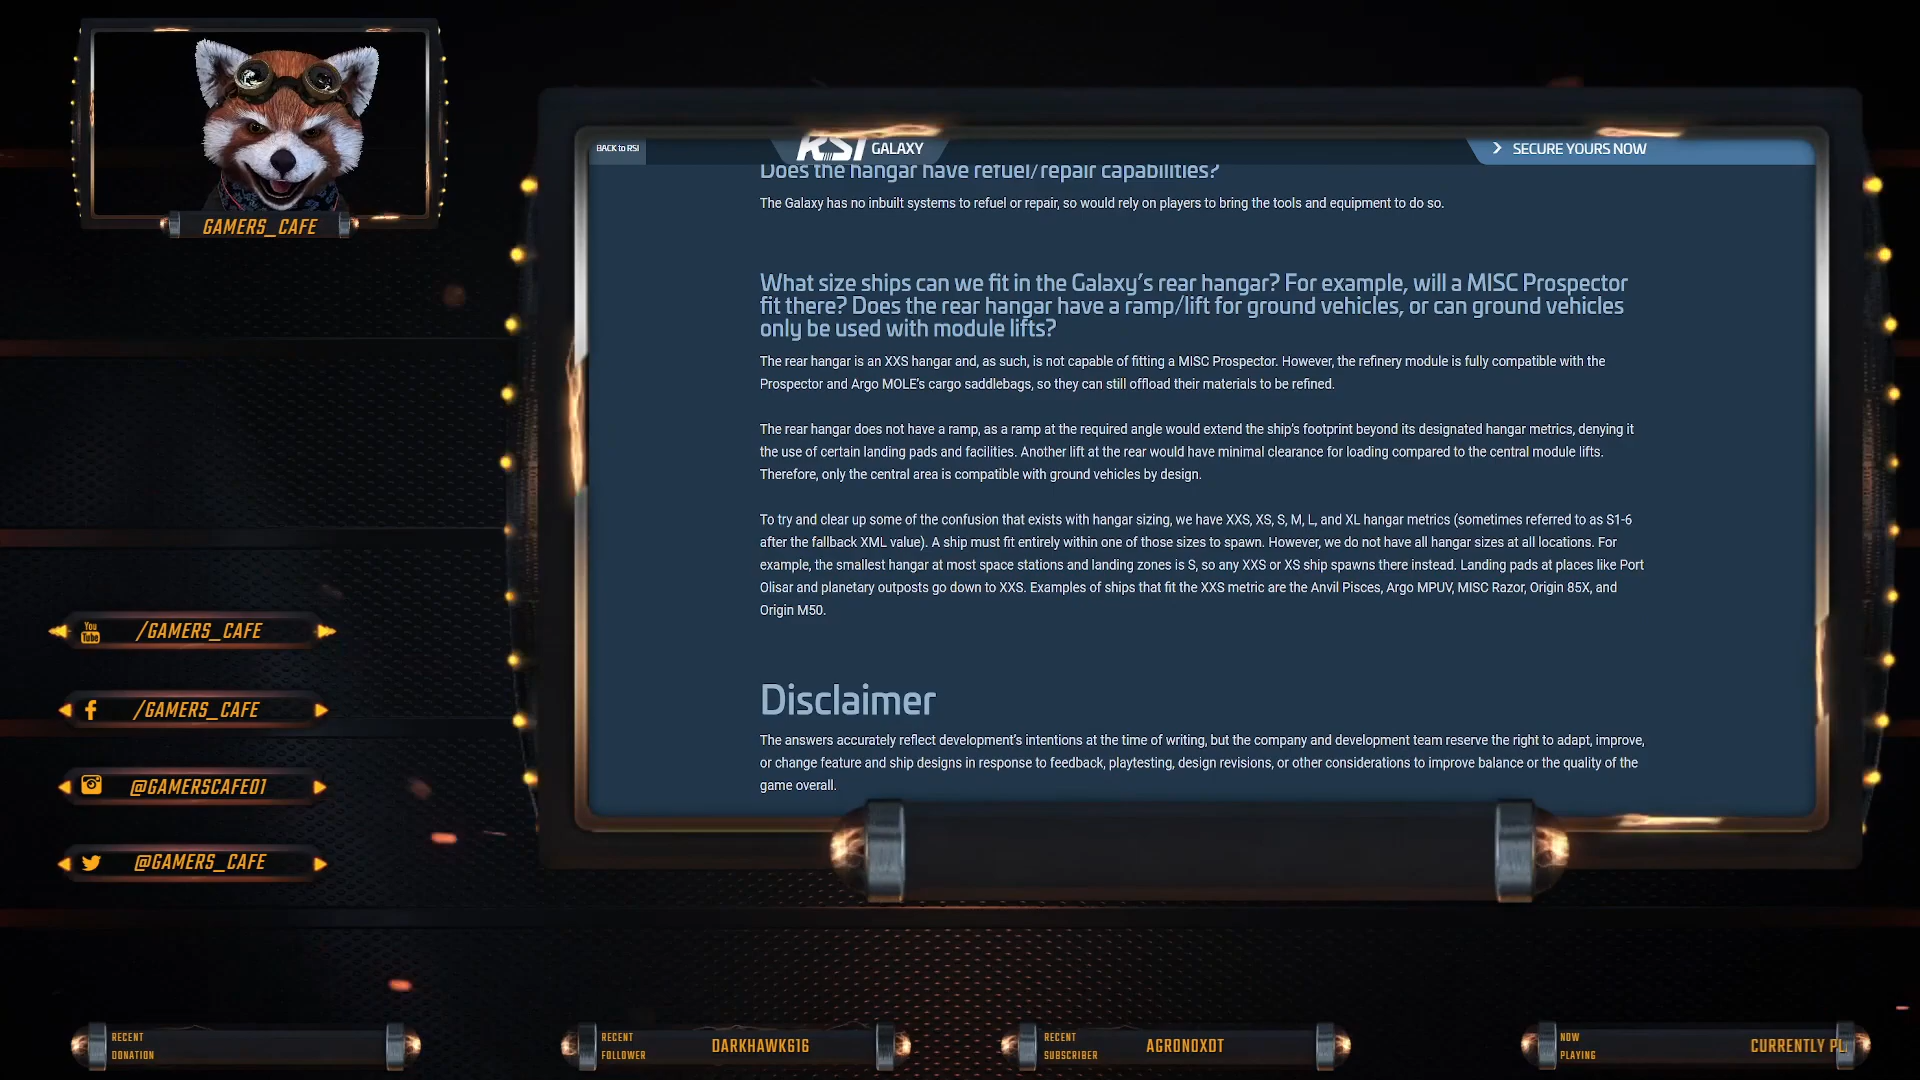 GAMERS_CAFE
BACK to RSI
RSI GALAXY
SECURE YOURS NOW
Does the hangar have refuel/repair capabilities?
The Galaxy has no inbuilt systems to refuel or repair, so would rely on players to bring the tools and equipment to do so.
What size ships can we fit in the Galaxy's rear hangar? For example, will a MISC Prospector
fit there? Does the rear hangar have a ramp/lift for ground vehicles, or can ground vehicles
only be used with module lifts?
The rear hangar is an XXS hangar and, as such, is not capable of fitting a MISC Prospector. However, the refinery module is fully compatible with the
Prospector and Argo MOLE's cargo saddlebags, so they can still offload their materials to be refined.
The rear hangar does not have a ramp, as a ramp at the required angle would extend the ship's footprint beyond its designated hangar metrics, denying it
the use of certain landing pads and facilities. Another lift at the rear would have minimal clearance for loading compared to the central module lifts.
Therefore, only the central area is compatible with ground vehicles by design.
To try and clear up some of the confusion that exists with hangar sizing, we have XXS, XS, S, M, L, and XL hangar metrics (sometimes referred to as S1-6
after the fallback XML value). A ship must fit entirely within one of those sizes to spawn. However, we do not have all hangar sizes at all locations. For
example, the smallest hangar at most space stations and landing zones is S, so any XXS or XS ship spawns there instead. Landing pads at places like Port
Olisar and planetary outposts go down to XXS. Examples of ships that fit the XXS metric are the Anvil Pisces, Argo MPUV, MISC Razor, Origin 85X, and
Origin M50.
Disclaimer
The answers accurately reflect development's intentions at the time of writing, but the company and development team reserve the right to adapt, improve,
or change feature and ship designs in response to feedback, playtesting, design revisions, or other considerations to improve balance or the quality of the
game overall.
You Tube /GAMERS_CAFE
/GAMERS_CAFE
@GAMERSCAFE01
@GAMERS_CAFE
RECENT
DONATION
RECENT
FOLLOWER
DARKHAWK616
RECENT
SUBSCRIBER
AGRONOXDT
NOW
PLAYING
CURRENTLY PL